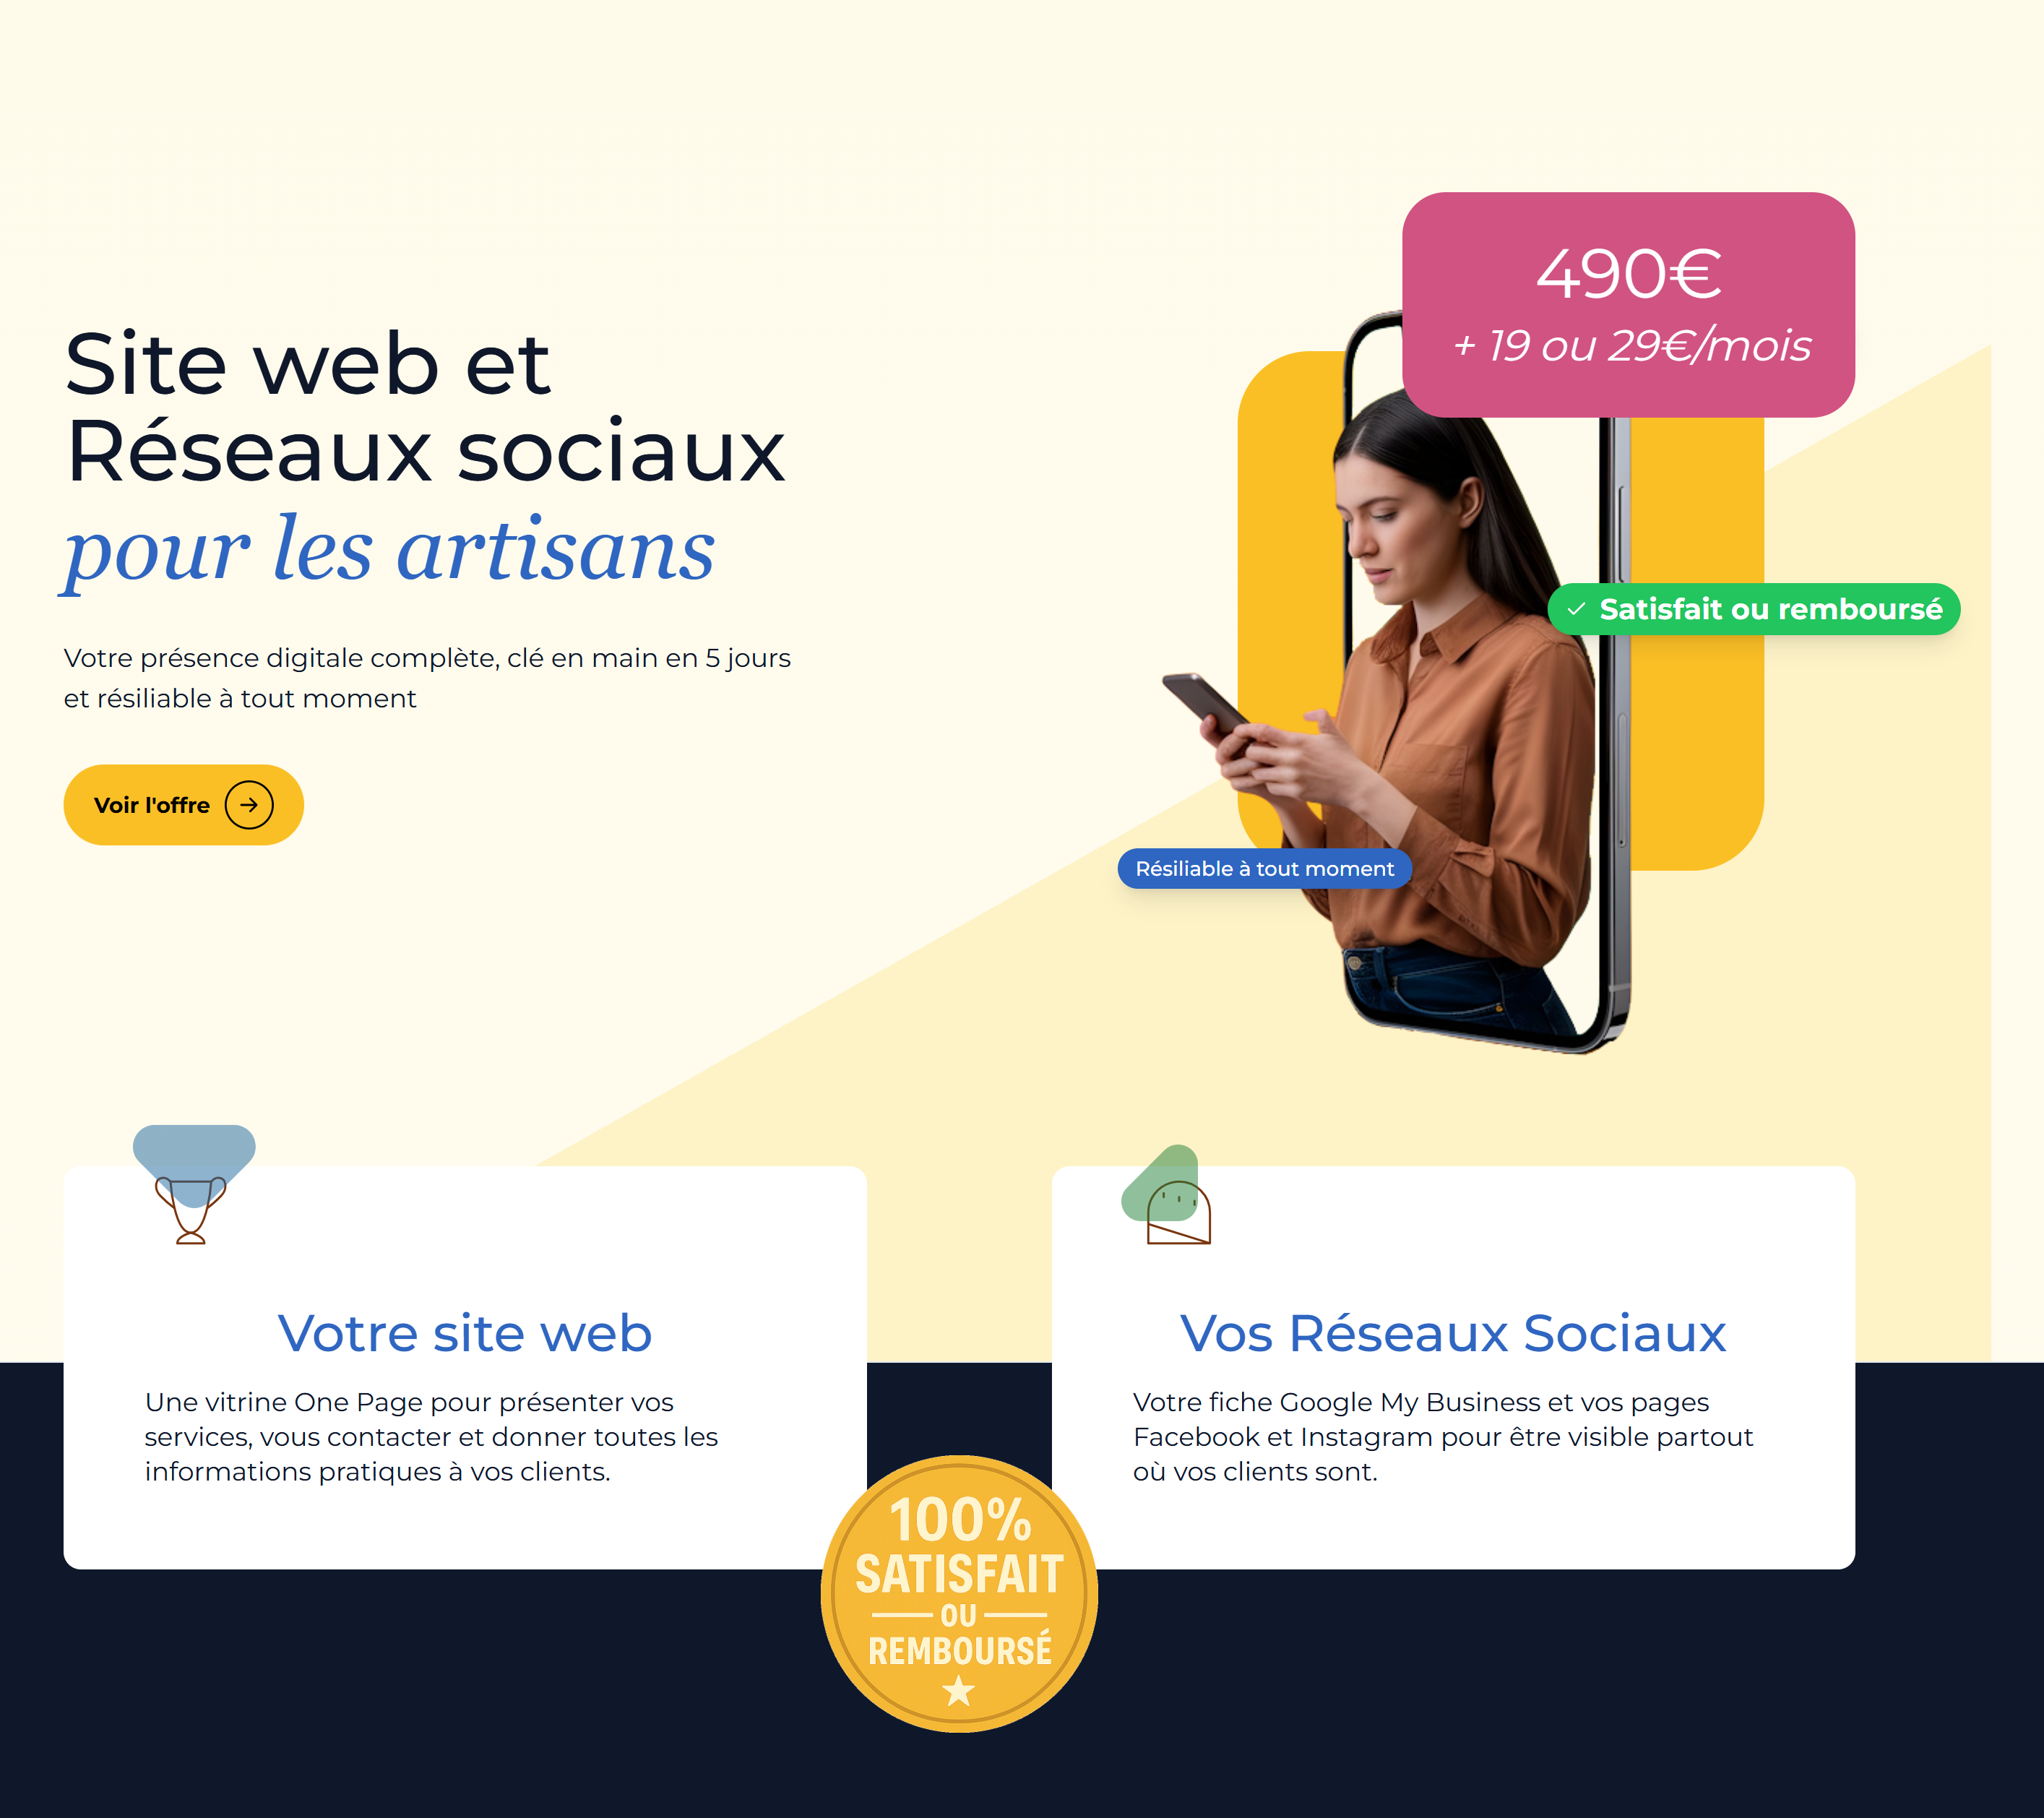 Site web et
Réseaux sociaux
pour les artisans
Votre présence digitale complète, clé en main en 5 jours
et résiliable à tout moment
Voir l'offre
490€
+ 19 ou 29€/mois
Satisfait ou remboursé
Résiliable à tout moment
Votre site web
Une vitrine One Page pour présenter vos
services, vous contacter et donner toutes les
informations pratiques à vos clients.
Vos Réseaux Sociaux
Votre fiche Google My Business et vos pages
Facebook et Instagram pour être visible partout
où vos clients sont.
100%
SATISFAIT
OU
REMBOURSÉ